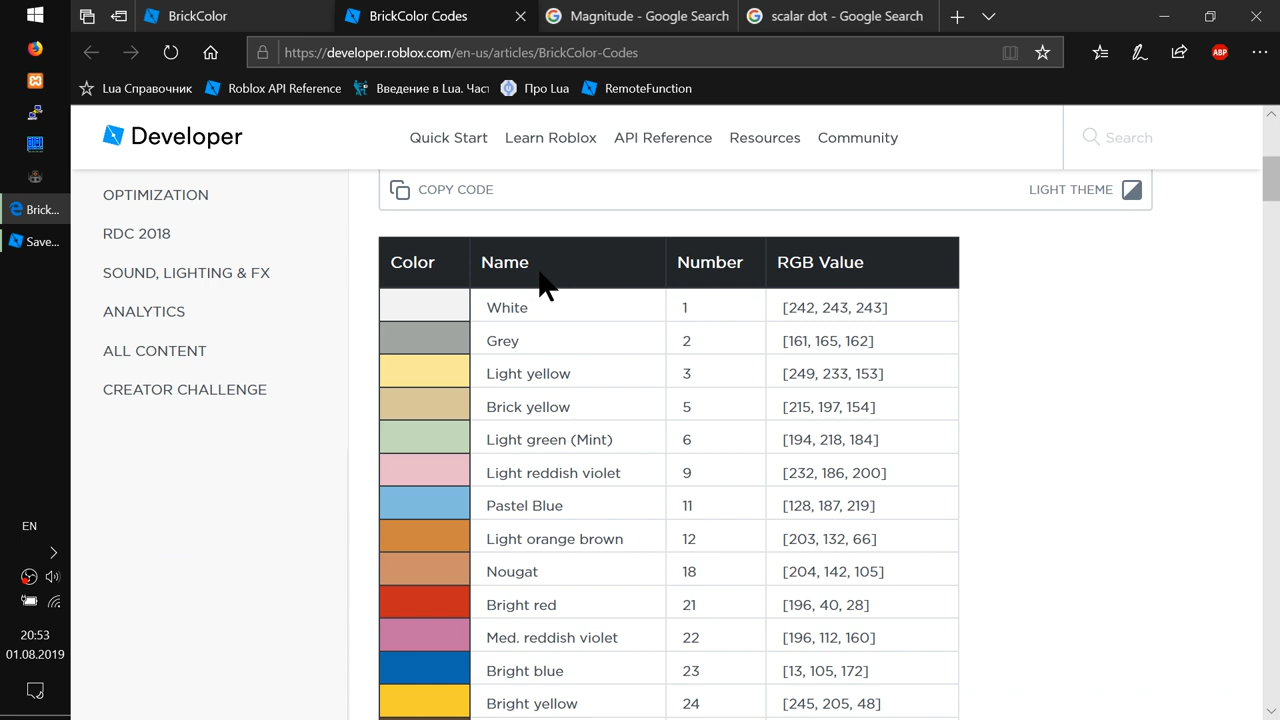 BrickColor
BrickColor Codes
Magnitude - Google Search
scalar dot - Google Search
https://developer.roblox.com/en-us/articles/BrickColor-Codes
ABP
Lua Справочник
Roblox API Reference
Введение в Lua. Част
Про Lua
RemoteFunction
Developer
Quick Start
Learn Roblox
API Reference
Resources
Community
Search
OPTIMIZATION
RDC 2018
SOUND, LIGHTING & FX
ANALYTICS
ALL CONTENT
CREATOR CHALLENGE
COPY CODE
LIGHT THEME
Color Name Number RGB Value
White 1 [242, 243, 243]
Grey 2 [161, 165, 162]
Light yellow 3 [249, 233, 153]
Brick yellow 5 [215, 197, 154]
Light green (Mint) 6 [194, 218, 184]
Light reddish violet 9 [232, 186, 200]
Pastel Blue 11 [128, 187, 219]
Light orange brown 12 [203, 132, 66]
Nougat 18 [204, 142, 105]
Bright red 21 [196, 40, 28]
Med. reddish violet 22 [196, 112, 160]
Bright blue 23 [13, 105, 172]
Bright yellow 24 [245, 205, 48]
Brick...
Save...
EN
20:53
01.08.2019